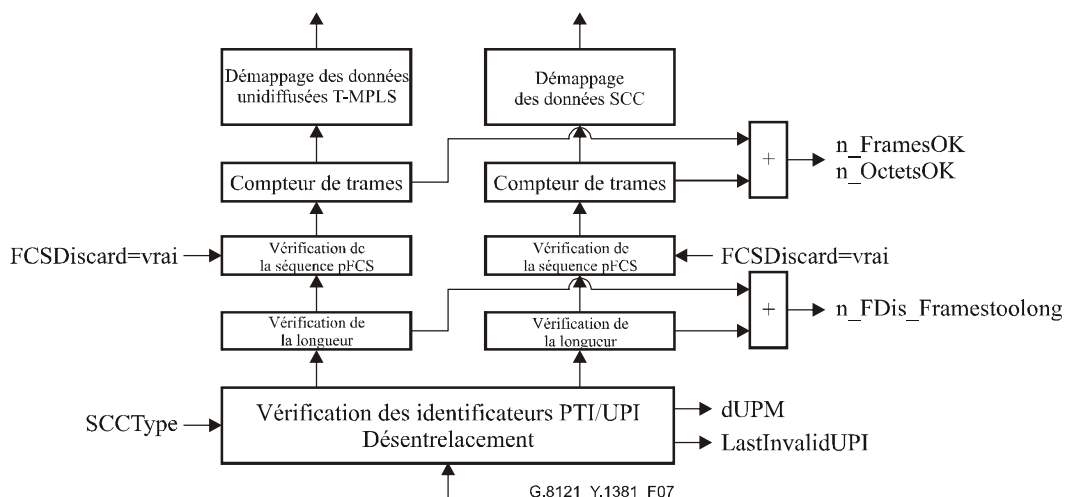 Démappage des données
unidiffusées T-MPLS
Démappage
des données SCC
Compteur de trames
Compteur de trames
+
n_FramesOK
n_OctetsOK
FCSDiscard=vrai
Vérification de
la séquence pFCS
Vérification de
la séquence pFCS
FCSDiscard=vrai
Vérification de
la longueur
Vérification de
la longueur
+
n_FDis_Framestoolong
SCCType
Vérification des identificateurs PTI/UPI
Désentrelacement
dUPM
LastInvalidUPI
G.8121_Y.1381_F07